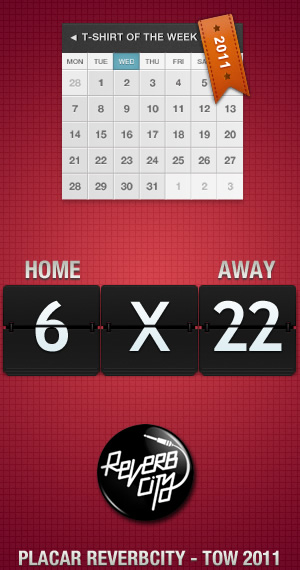 ◄ T-SHIRT OF THE WEEK
2011
MON TUE WED THU FRI
28 1 2 3 4 5
7 8 9 10 11 12 13
14 15 16 17 18 19 20
21 22 23 24 25 26 27
28 29 30 31 1 2 3
HOME AWAY
6 X 22
REVERB
CITY
PLACAR REVERBCITY - TOW 2011